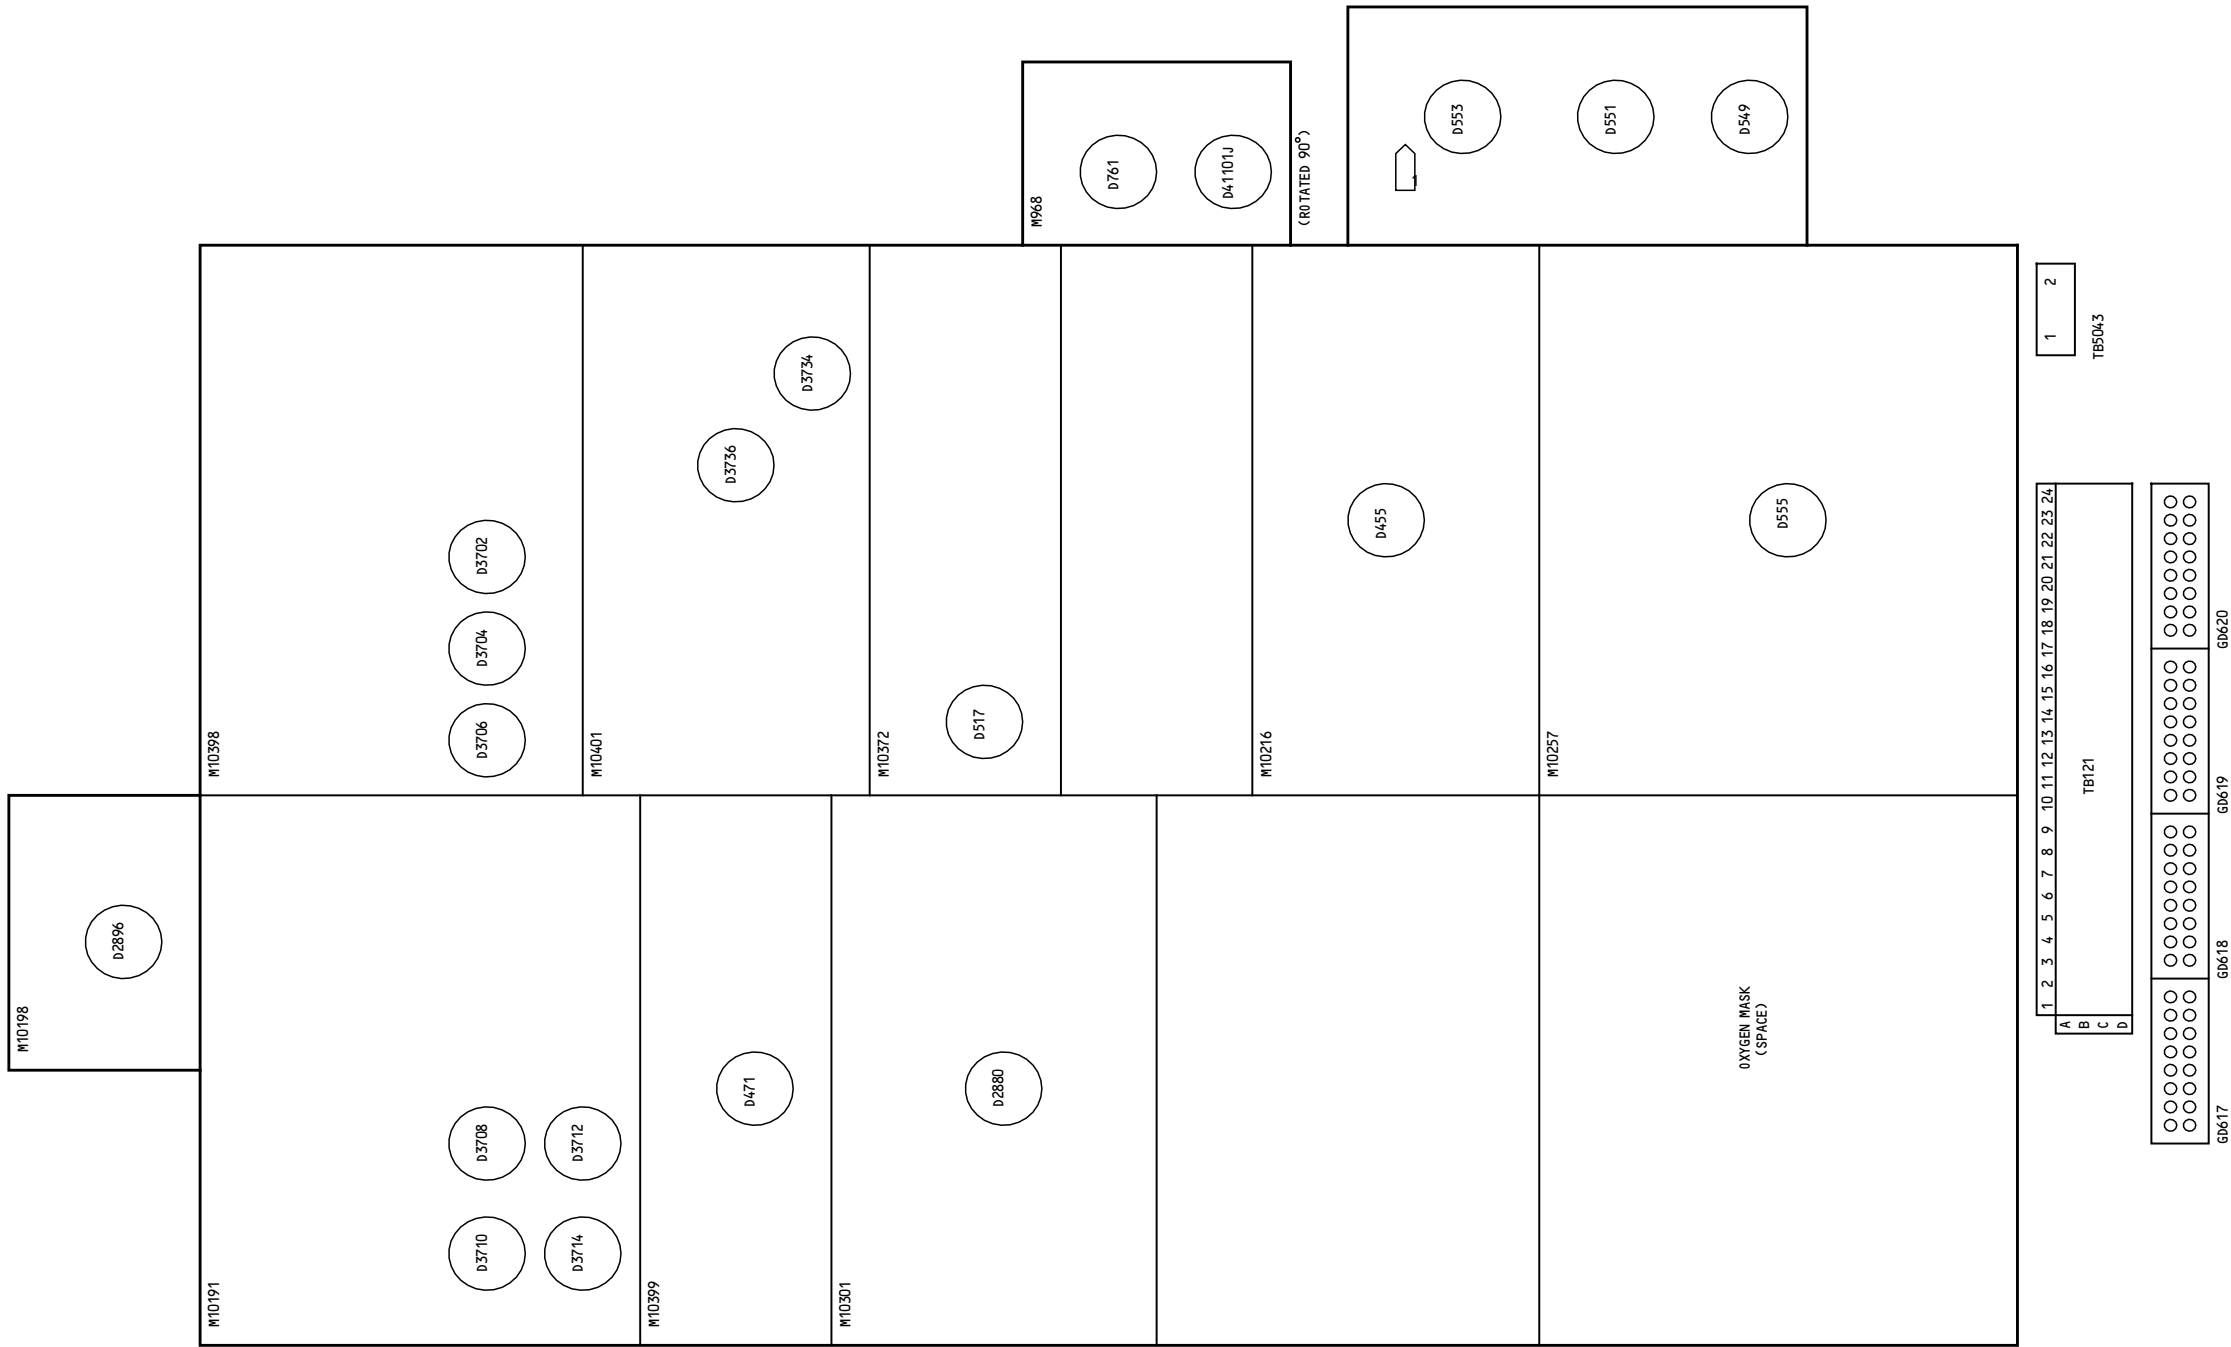 M10198
D2896
M10191
D3710
D3708
D3714
D3712
M10398
D3706
D3704
D3702
M10399
D471
M10401
D3736
D3734
M10301
D2880
M10372
D517
M968
D761
D41101J
(ROTATED 90°)
M10216
D455
1
D553
D551
D549
M10257
D555
OXYGEN MASK
(SPACE)
1 2
TB5043
1 2 3 4 5 6 7 8 9 10 11 12 13 14 15 16 17 18 19 20 21 22 23 24
A
B
C
D
TB121
GD617
GD618
GD619
GD620